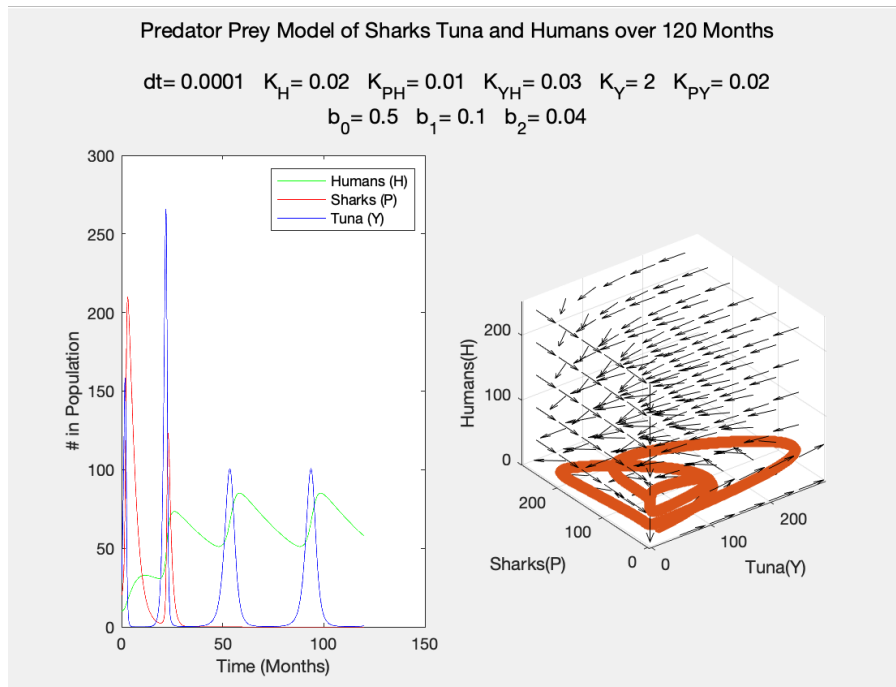 Predator Prey Model of Sharks Tuna and Humans over 120 Months
dt= 0.0001 K_H= 0.02 K_PH= 0.01 K_YH= 0.03 K_Y= 2 K_PY= 0.02
b_0= 0.5 b_1= 0.1 b_2= 0.04
300
250
200
150
100
50
0
# in Population
0 50 100 150
Time (Months)
Humans (H)
Sharks (P)
Tuna (Y)
200
100
0
Humans(H)
200
100
0
Sharks(P)
0
100
200
Tuna(Y)